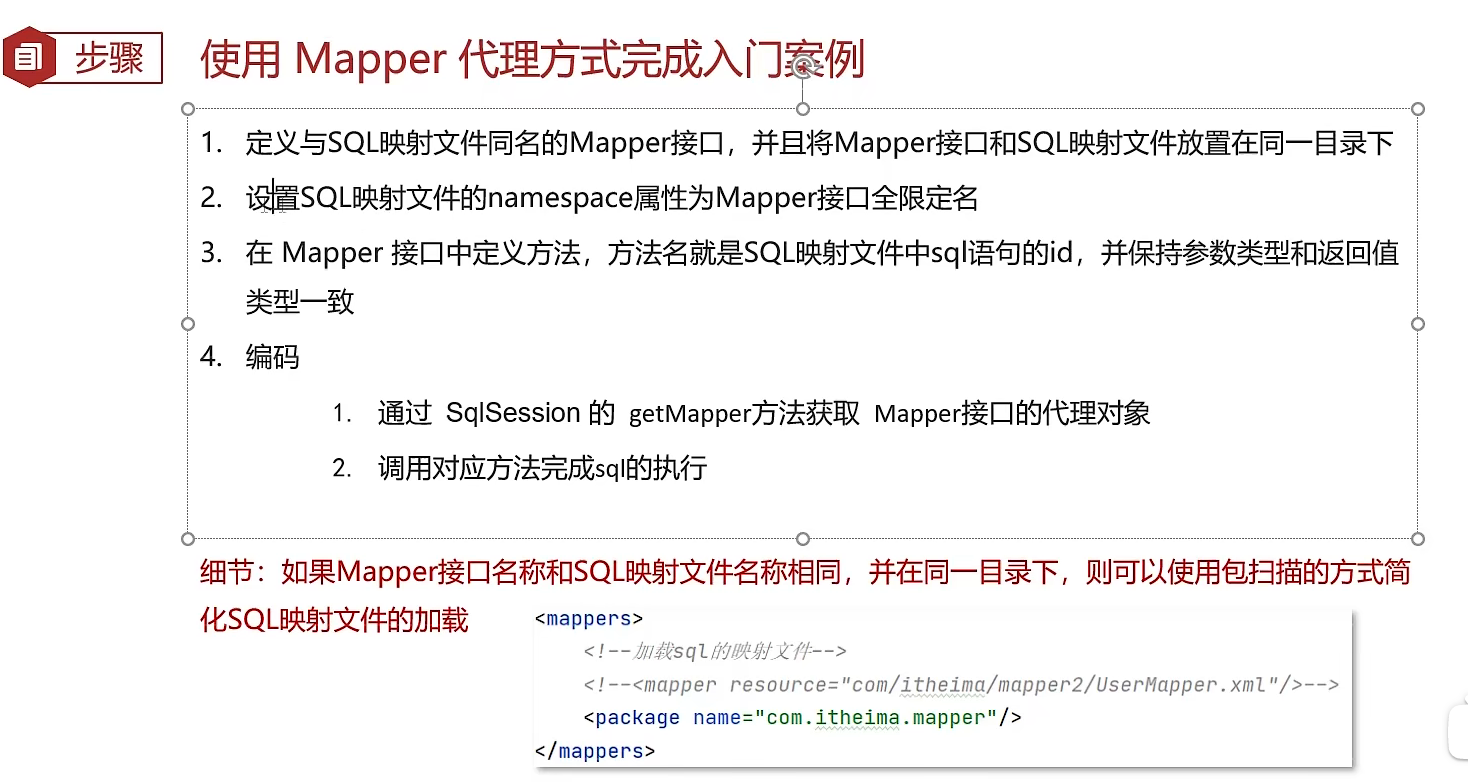 步骤
使用 Mapper 代理方式完成入门案例
1. 定义与SQL映射文件同名的Mapper接口，并且将Mapper接口和SQL映射文件放置在同一目录下
2. 设置SQL映射文件的namespace属性为Mapper接口全限定名
3. 在 Mapper 接口中定义方法，方法名就是SQL映射文件中sql语句的id，并保持参数类型和返回值
类型一致
4. 编码
1. 通过 SqlSession 的 getMapper方法获取 Mapper接口的代理对象
2. 调用对应方法完成sql的执行
细节：如果Mapper接口名称和SQL映射文件名称相同，并在同一目录下，则可以使用包扫描的方式简
化SQL映射文件的加载
<mappers>
<!--加载sql的映射文件-->
<!--<mapper resource="com/itheima/mapper2/UserMapper.xml"/>-->
<package name="com.itheima.mapper"/>
</mappers>